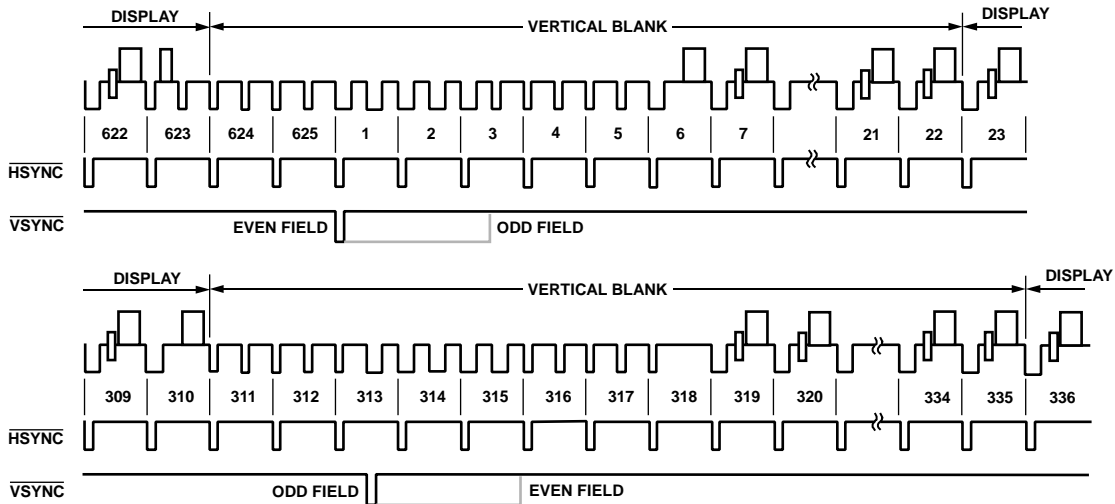 DISPLAY VERTICAL BLANK DISPLAY
622 623 624 625 1 2 3 4 5 6 7 21 22 23
HSYNC
VSYNC
EVEN FIELD ODD FIELD
DISPLAY VERTICAL BLANK DISPLAY
309 310 311 312 313 314 315 316 317 318 319 320 334 335 336
HSYNC
VSYNC
ODD FIELD EVEN FIELD